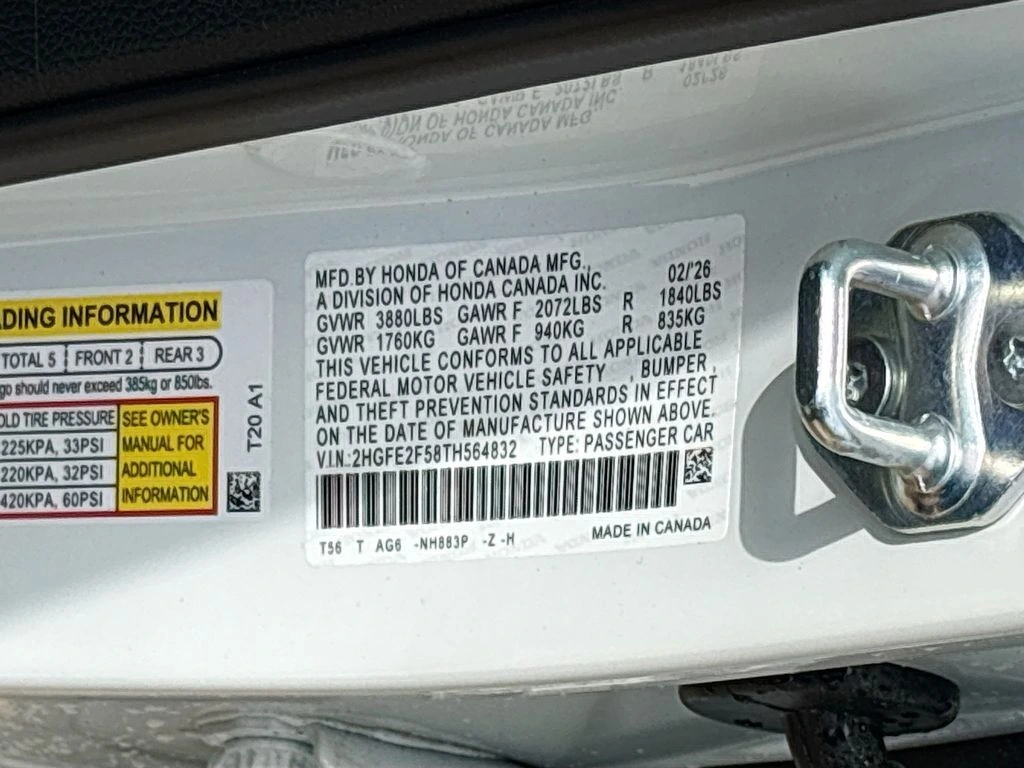 ADING INFORMATION
TOTAL 5 FRONT 2 REAR 3
go should never exceed 385kg or 850lbs.
OLD TIRE PRESSURE
225KPA, 33PSI
220KPA, 32PSI
420KPA, 60PSI
SEE OWNER'S
MANUAL FOR
ADDITIONAL
INFORMATION
T20 A1
MFD.BY HONDA OF CANADA MFG.,
A DIVISION OF HONDA CANADA INC. 02/'26
GVWR 3880LBS GAWR F 2072LBS R 1840LBS
GVWR 1760KG GAWR F 940KG R 835KG
THIS VEHICLE CONFORMS TO ALL APPLICABLE
FEDERAL MOTOR VEHICLE SAFETY , BUMPER ,
AND THEFT PREVENTION STANDARDS IN EFFECT
ON THE DATE OF MANUFACTURE SHOWN ABOVE.
V.I.N.:2HGFE2F58TH564832 TYPE: PASSENGER CAR
T56 T AG6 -NH883P -Z -H
MADE IN CANADA